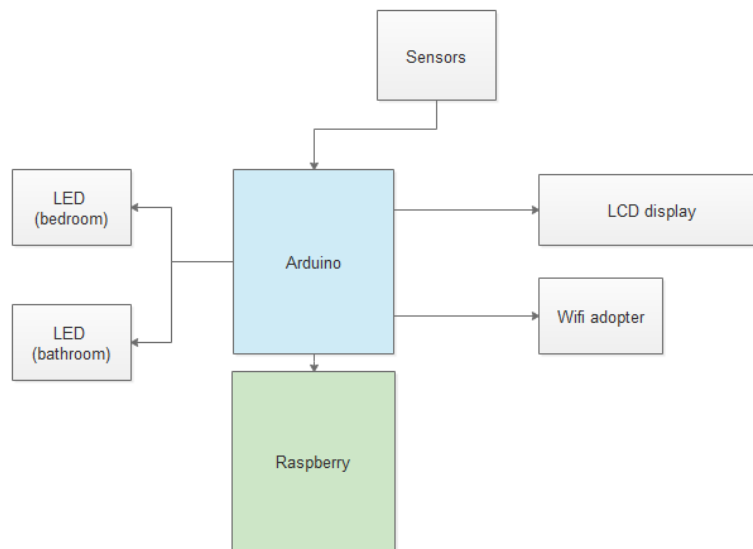 Sensors
LED
(bedroom)
Arduino
LCD display
LED
(bathroom)
Wifi adopter
Raspberry